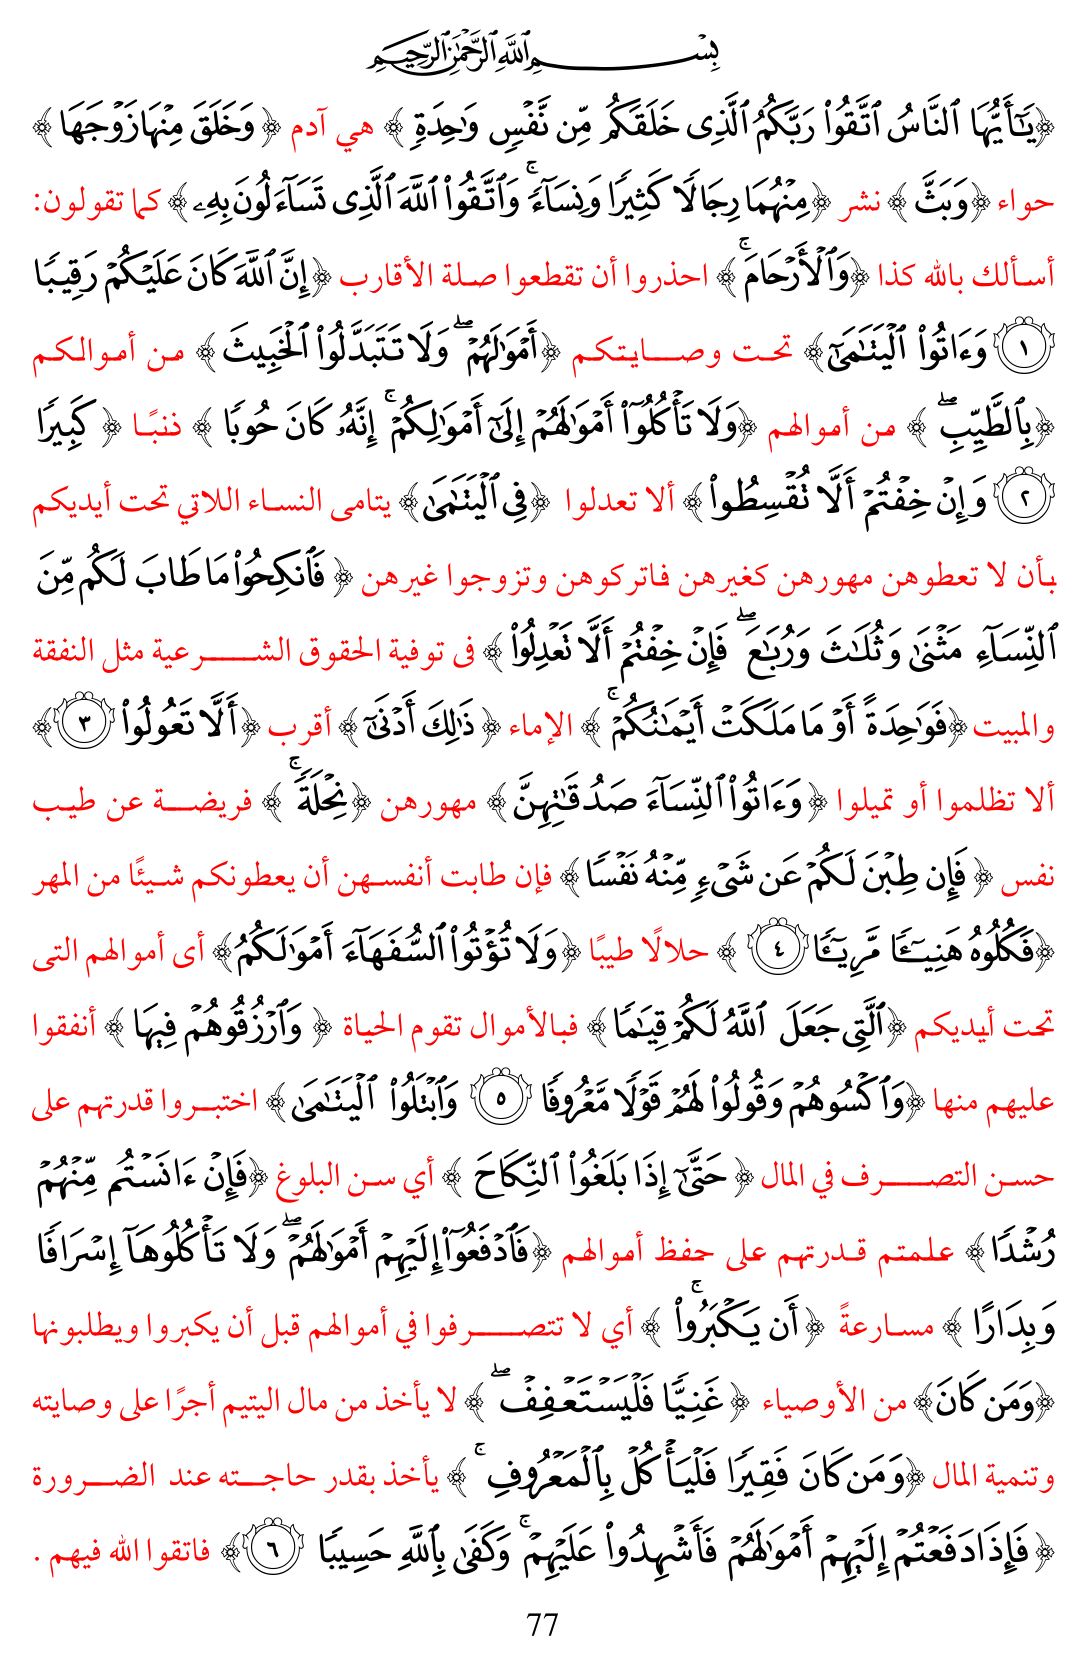 بِسْمِ ٱللَّهِ ٱلرَّحْمَٰنِ ٱلرَّحِيمِ
﴿يَٰٓأَيُّهَا ٱلنَّاسُ ٱتَّقُوا۟ رَبَّكُمُ ٱلَّذِى خَلَقَكُم مِّن نَّفْسٍ وَٰحِدَةٍ ﴾ هي آدم ﴿ وَخَلَقَ مِنْهَا زَوْجَهَا ﴾
حواء ﴿وَبَثَّ ﴾ نشر ﴿مِنْهُمَا رِجَالًا كَثِيرًا وَنِسَآءً ۚ وَٱتَّقُوا۟ ٱللَّهَ ٱلَّذِى تَسَآءَلُونَ بِهِۦ ﴾ كما تقولون:
أسألك بالله كذا ﴿وَٱلْأَرْحَامَ ۚ﴾ احذروا أن تقطعوا صلة الأقارب ﴿إِنَّ ٱللَّهَ كَانَ عَلَيْكُمْ رَقِيبًا
١ وَءَاتُوا۟ ٱلْيَتَٰمَىٰٓ ﴾ تحت وصايتكم ﴿أَمْوَٰلَهُمْ ۖ وَلَا تَتَبَدَّلُوا۟ ٱلْخَبِيثَ ﴾ من أموالكم
﴿بِٱلطَّيِّبِ ۖ ﴾ من أموالهم ﴿وَلَا تَأْكُلُوٓا۟ أَمْوَٰلَهُمْ إِلَىٰٓ أَمْوَٰلِكُمْ ۚ إِنَّهُۥ كَانَ حُوبًا ﴾ ذنبًا ﴿ كَبِيرًا
٢ وَإِنْ خِفْتُمْ أَلَّا تُقْسِطُوا۟ ﴾ ألا تعدلوا ﴿فِى ٱلْيَتَٰمَىٰ ﴾ يتامى النساء اللاتي تحت أيديكم
بأن لا تعطوهن مهورهن كغيرهن فاتركوهن وتزوجوا غيرهن ﴿ فَٱنكِحُوا۟ مَا طَابَ لَكُم مِّنَ
ٱلنِّسَآءِ مَثْنَىٰ وَثُلَٰثَ وَرُبَٰعَ ۖ فَإِنْ خِفْتُمْ أَلَّا تَعْدِلُوا۟ ﴾ فى توفية الحقوق الشرعية مثل النفقة
والمبيت ﴿فَوَٰحِدَةً أَوْ مَا مَلَكَتْ أَيْمَٰنُكُمْ ۚ ﴾ الإماء ﴿ ذَٰلِكَ أَدْنَىٰٓ ﴾ أقرب ﴿أَلَّا تَعُولُوا۟ ٣ ﴾
ألا تظلموا أو تميلوا ﴿ وَءَاتُوا۟ ٱلنِّسَآءَ صَدُقَٰتِهِنَّ ﴾ مهورهن ﴿نِحْلَةً ۚ ﴾ فريضة عن طيب
نفس ﴿ فَإِن طِبْنَ لَكُمْ عَن شَىْءٍ مِّنْهُ نَفْسًا ﴾ فإن طابت أنفسهن أن يعطونكم شيئًا من المهر
﴿فَكُلُوهُ هَنِيٓـًٔا مَّرِيٓـًٔا ٤ ﴾ حلالًا طيبًا ﴿وَلَا تُؤْتُوا۟ ٱلسُّفَهَآءَ أَمْوَٰلَكُمُ ﴾ أى أموالهم التى
تحت أيديكم ﴿ٱلَّتِى جَعَلَ ٱللَّهُ لَكُمْ قِيَٰمًا ﴾ فبالأموال تقوم الحياة ﴿ وَٱرْزُقُوهُمْ فِيهَا ﴾ أنفقوا
عليهم منها ﴿وَٱكْسُوهُمْ وَقُولُوا۟ لَهُمْ قَوْلًا مَّعْرُوفًا ٥ وَٱبْتَلُوا۟ ٱلْيَتَٰمَىٰ ﴾ اختبروا قدرتهم على
حسن التصرف في المال ﴿ حَتَّىٰٓ إِذَا بَلَغُوا۟ ٱلنِّكَاحَ ﴾ أي سن البلوغ ﴿فَإِنْ ءَانَسْتُم مِّنْهُمْ
رُشْدًا ﴾ علمتم قدرتهم على حفظ أموالهم ﴿فَٱدْفَعُوٓا۟ إِلَيْهِمْ أَمْوَٰلَهُمْ ۖ وَلَا تَأْكُلُوهَآ إِسْرَافًا
وَبِدَارًا ﴾ مسارعةً ﴿ أَن يَكْبَرُوا۟ ۚ ﴾ أي لا تتصرفوا في أموالهم قبل أن يكبروا ويطلبونها
﴿وَمَن كَانَ ﴾ من الأوصياء ﴿ غَنِيًّا فَلْيَسْتَعْفِفْ ۖ ﴾ لا يأخذ من مال اليتيم أجرًا على وصايته
وتنمية المال ﴿وَمَن كَانَ فَقِيرًا فَلْيَأْكُلْ بِٱلْمَعْرُوفِ ۚ ﴾ يأخذ بقدر حاجته عند الضرورة
﴿ فَإِذَا دَفَعْتُمْ إِلَيْهِمْ أَمْوَٰلَهُمْ فَأَشْهِدُوا۟ عَلَيْهِمْ ۚ وَكَفَىٰ بِٱللَّهِ حَسِيبًا ٦ ﴾ فاتقوا الله فيهم .
77